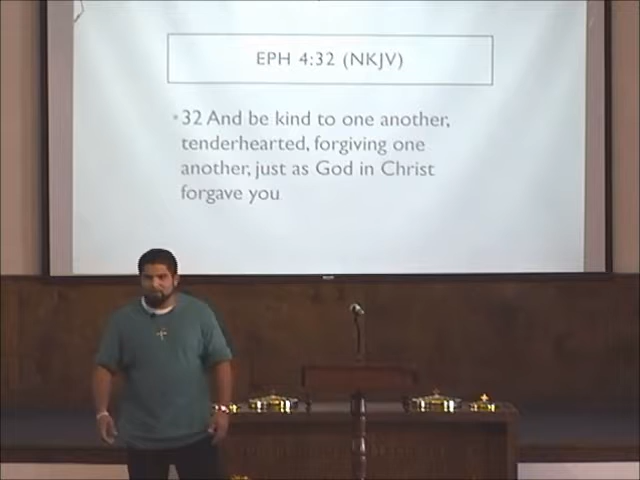 EPH 4:32 (NKJV)
• 32 And be kind to one another,
tenderhearted, forgiving one
another, just as God in Christ
forgave you